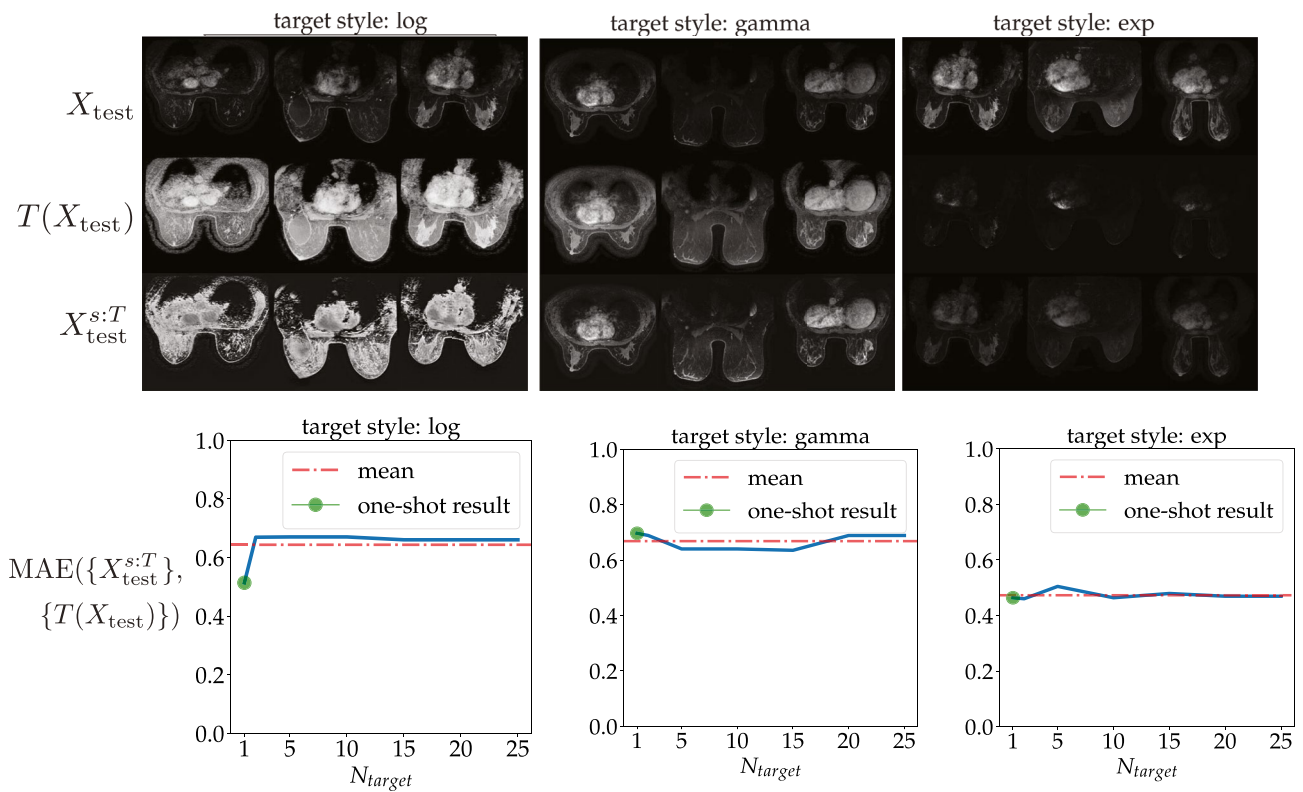 target style: log
target style: gamma
target style: exp
X_test
T(X_test)
X_test^{s:T}
target style: log
1.0
0.8
0.6
0.4
0.2
0.0
mean
one-shot result
1 5 10 15 20 25
N_target
target style: gamma
1.0
0.8
0.6
0.4
0.2
0.0
mean
one-shot result
1 5 10 15 20 25
N_target
target style: exp
1.0
0.8
0.6
0.4
0.2
0.0
mean
one-shot result
1 5 10 15 20 25
N_target
MAE({X_test^{s:T}},
{T(X_test)})